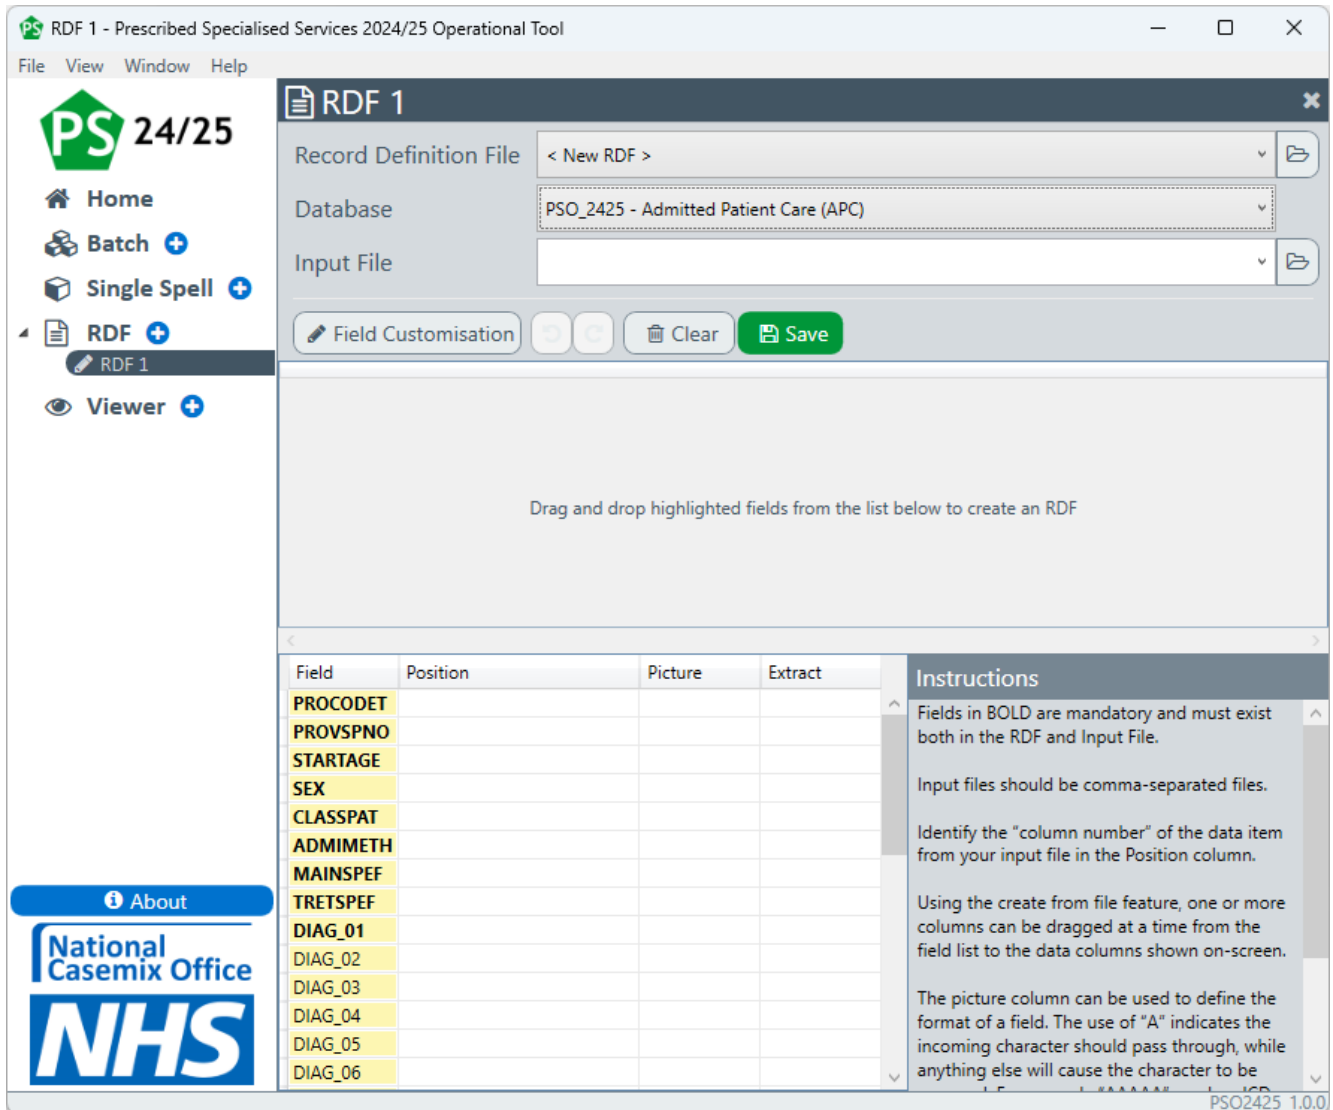 PS RDF 1 - Prescribed Specialised Services 2024/25 Operational Tool
File View Window Help
PS 24/25
Home
Batch
Single Spell
RDF
RDF 1
Viewer
About
National
Casemix Office
NHS
RDF 1
Record Definition File < New RDF >
Database PSO_2425 - Admitted Patient Care (APC)
Input File
Field Customisation Clear Save
Drag and drop highlighted fields from the list below to create an RDF
Field Position Picture Extract
PROCODET
PROVSPNO
STARTAGE
SEX
CLASSPAT
ADMIMETH
MAINSPEF
TRETSPEF
DIAG_01
DIAG_02
DIAG_03
DIAG_04
DIAG_05
DIAG_06
Instructions
Fields in BOLD are mandatory and must exist
both in the RDF and Input File.
Input files should be comma-separated files.
Identify the “column number” of the data item
from your input file in the Position column.
Using the create from file feature, one or more
columns can be dragged at a time from the
field list to the data columns shown on-screen.
The picture column can be used to define the
format of a field. The use of “A” indicates the
incoming character should pass through, while
anything else will cause the character to be
PSO2425 1.0.0